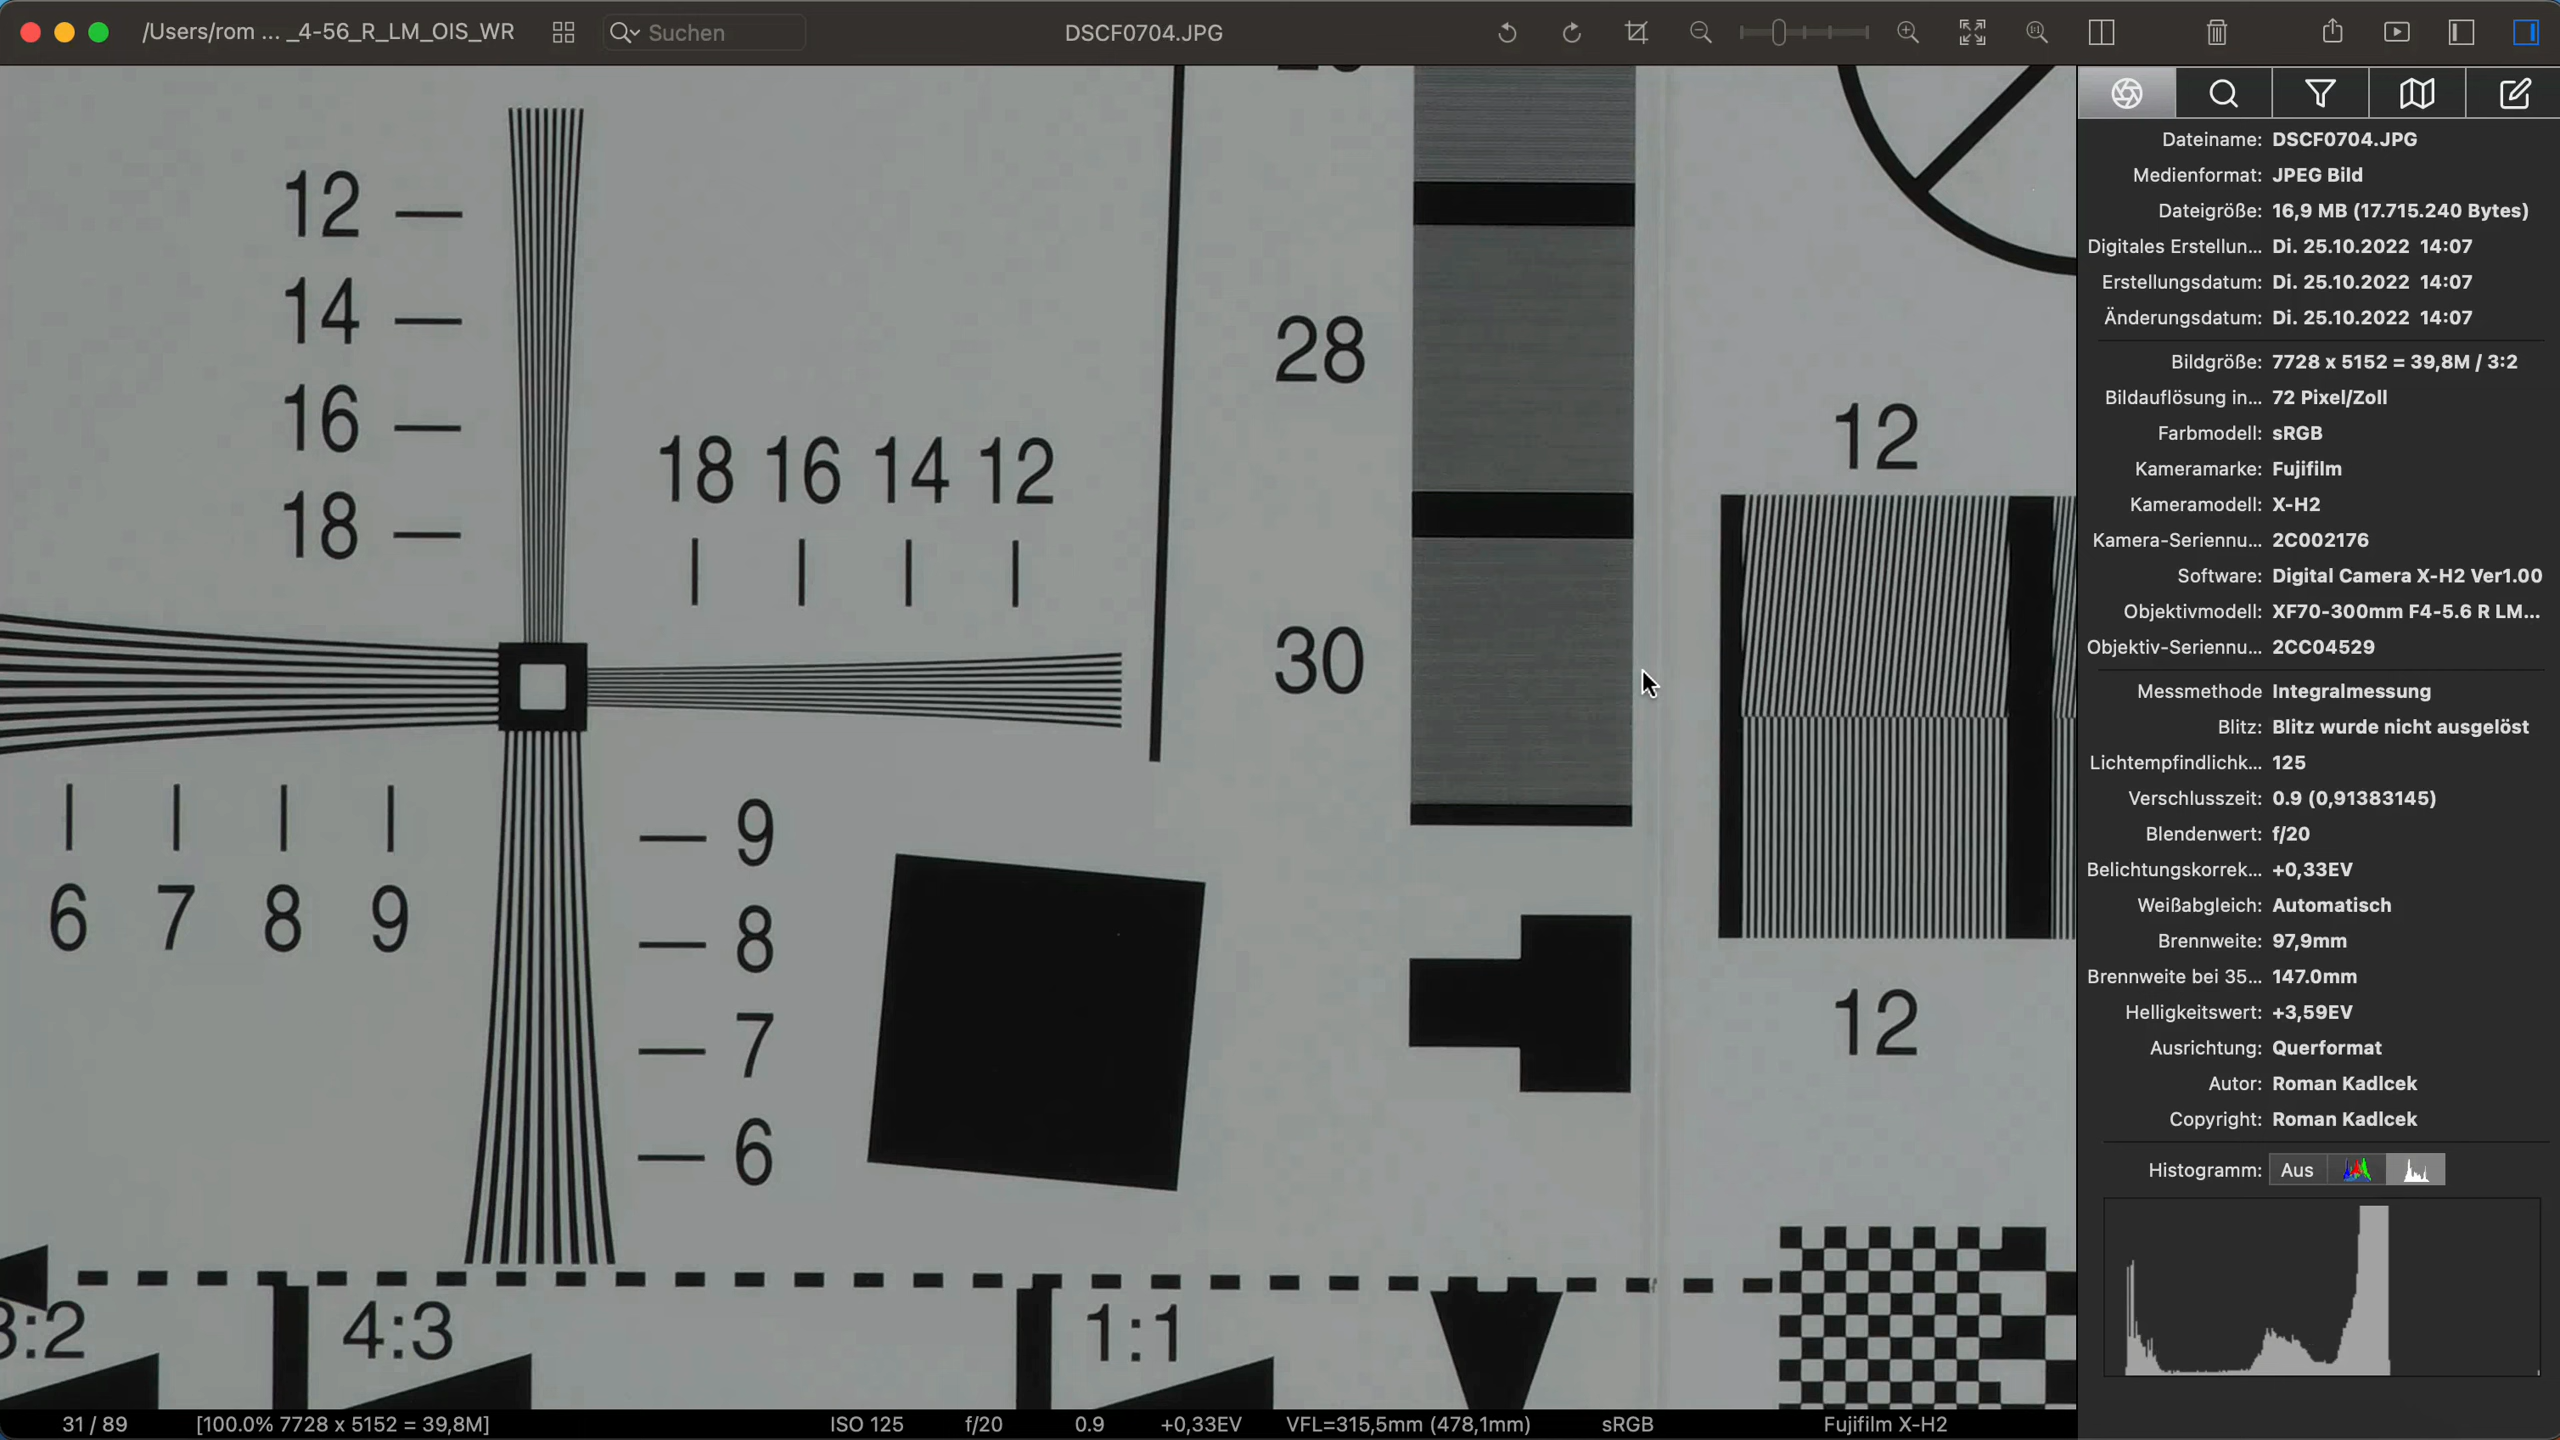 /Users/rom ... _4-56_R_LM_OIS_WR
Suchen
DSCF0704.JPG
12
14
16
18
18 16 14 12
6 7 8 9
9
8
7
6
28
30
12
12
3:2
4:3
1:1
Dateiname: DSCF0704.JPG
Medienformat: JPEG Bild
Dateigröße: 16,9 MB (17.715.240 Bytes)
Digitales Erstellun... Di. 25.10.2022 14:07
Erstellungsdatum: Di. 25.10.2022 14:07
Änderungsdatum: Di. 25.10.2022 14:07
Bildgröße: 7728 x 5152 = 39,8M / 3:2
Bildauflösung in... 72 Pixel/Zoll
Farbmodell: sRGB
Kameramarke: Fujifilm
Kameramodell: X-H2
Kamera-Seriennu... 2C002176
Software: Digital Camera X-H2 Ver1.00
Objektivmodell: XF70-300mm F4-5.6 R LM...
Objektiv-Seriennu... 2CC04529
Messmethode Integralmessung
Blitz: Blitz wurde nicht ausgelöst
Lichtempfindlichk... 125
Verschlusszeit: 0.9 (0,91383145)
Blendenwert: f/20
Belichtungskorrek... +0,33EV
Weißabgleich: Automatisch
Brennweite: 97,9mm
Brennweite bei 35... 147.0mm
Helligkeitswert: +3,59EV
Ausrichtung: Querformat
Autor: Roman Kadlcek
Copyright: Roman Kadlcek
Histogramm: Aus
31 / 89 [100.0% 7728 x 5152 = 39,8M] ISO 125 f/20 0.9 +0,33EV VFL=315,5mm (478,1mm) sRGB Fujifilm X-H2